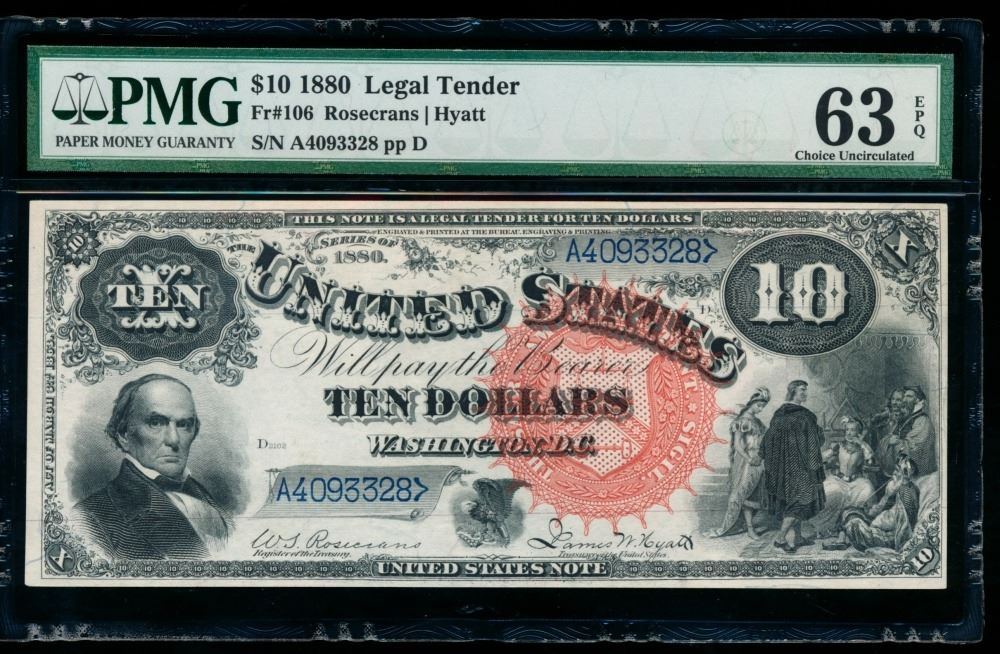 PMG
PAPER MONEY GUARANTY
$10 1880 Legal Tender
Fr#106 Rosecrans | Hyatt
S/N A4093328 pp D
63
EPQ
Choice Uncirculated
THIS NOTE IS A LEGAL TENDER FOR TEN DOLLARS
ENGRAVED & PRINTED AT THE BUREAU, ENGRAVING & PRINTING
10
X
SERIES OF
1880.
A4093328
TEN
THE
UNITED STATES
10
D
Will pay the Bearer
TEN DOLLARS
WASHINGTON, D.C.
D2102
A4093328
W.S. Rosecrans
Register of the Treasury.
James W. Hyatt
Treasurer of the United States.
X
UNITED STATES NOTE
10